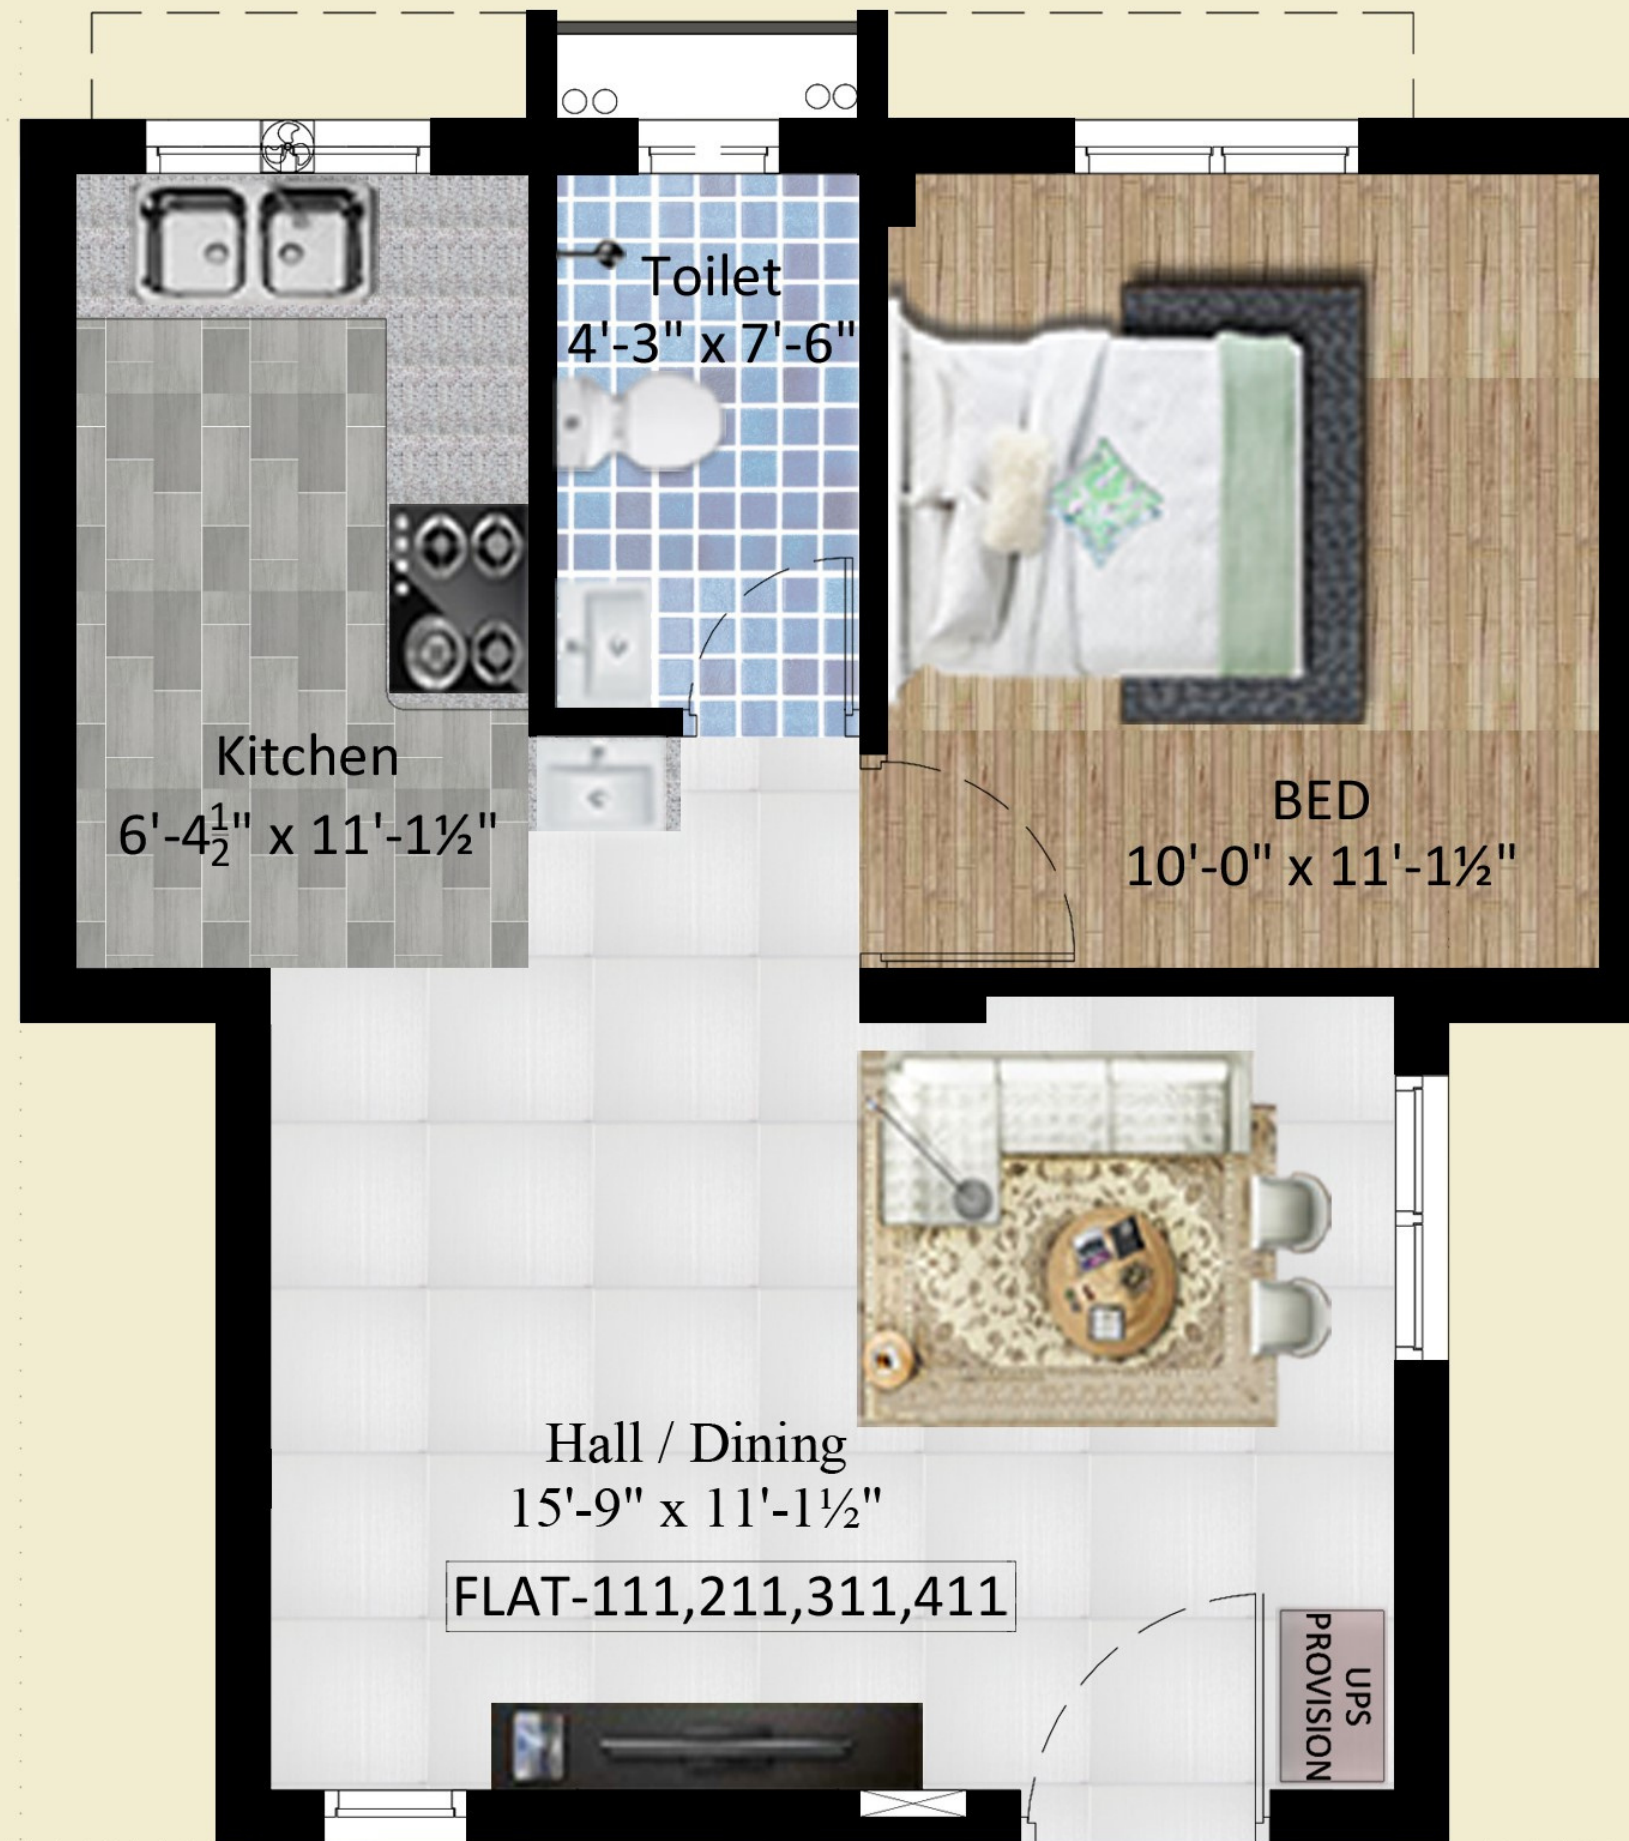 Toilet
4'-3" x 7'-6"
Kitchen
6'-4½" x 11'-1½"
BED
10'-0" x 11'-1½"
Hall / Dining
15'-9" x 11'-1½"
FLAT-111,211,311,411
UPS
PROVISION